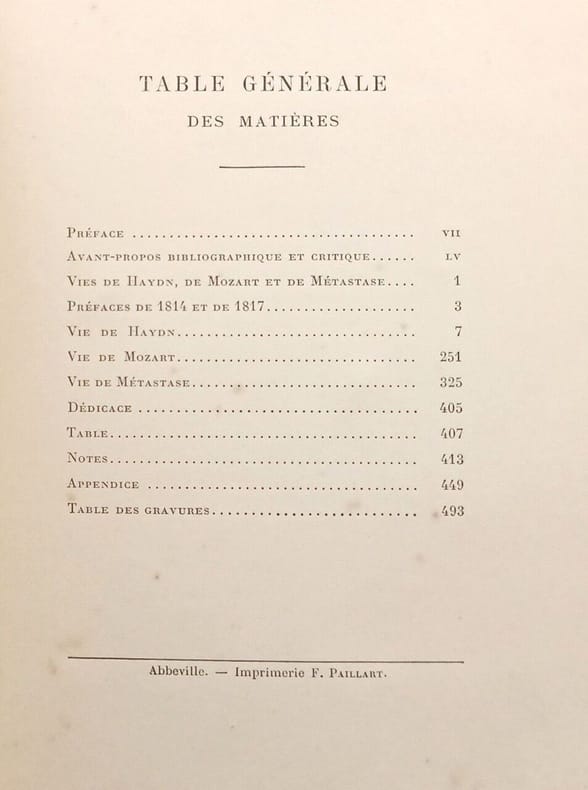 TABLE GÉNÉRALE
DES MATIÈRES
Préface ........................................ VII
Avant-propos bibliographique et critique...... LV
Vies de Haydn, de Mozart et de Métastase.... 1
Préfaces de 1814 et de 1817....................... 3
Vie de Haydn..................................... 7
Vie de Mozart..................................... 251
Vie de Métastase................................... 325
Dédicace ........................................ 405
Table............................................ 407
Notes............................................ 413
Appendice ....................................... 449
Table des gravures............................... 493
Abbeville. — Imprimerie F. Paillart.